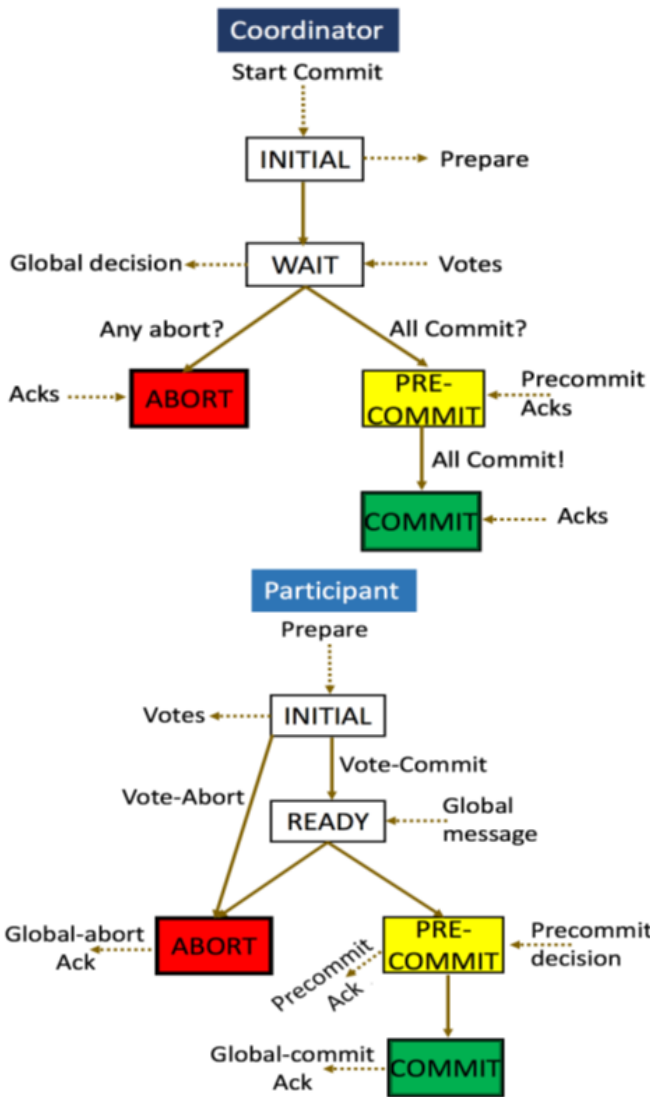 Coordinator
Start Commit
INITIAL
Prepare
Global decision
WAIT
Votes
Any abort?
All Commit?
Acks
ABORT
PRE-
COMMIT
Precommit
Acks
All Commit!
COMMIT
Acks
Participant
Prepare
Votes
INITIAL
Vote-Commit
Vote-Abort
READY
Global
message
Global-abort
Ack
ABORT
PRE-
COMMIT
Precommit
decision
Precommit
Ack
Global-commit
Ack
COMMIT